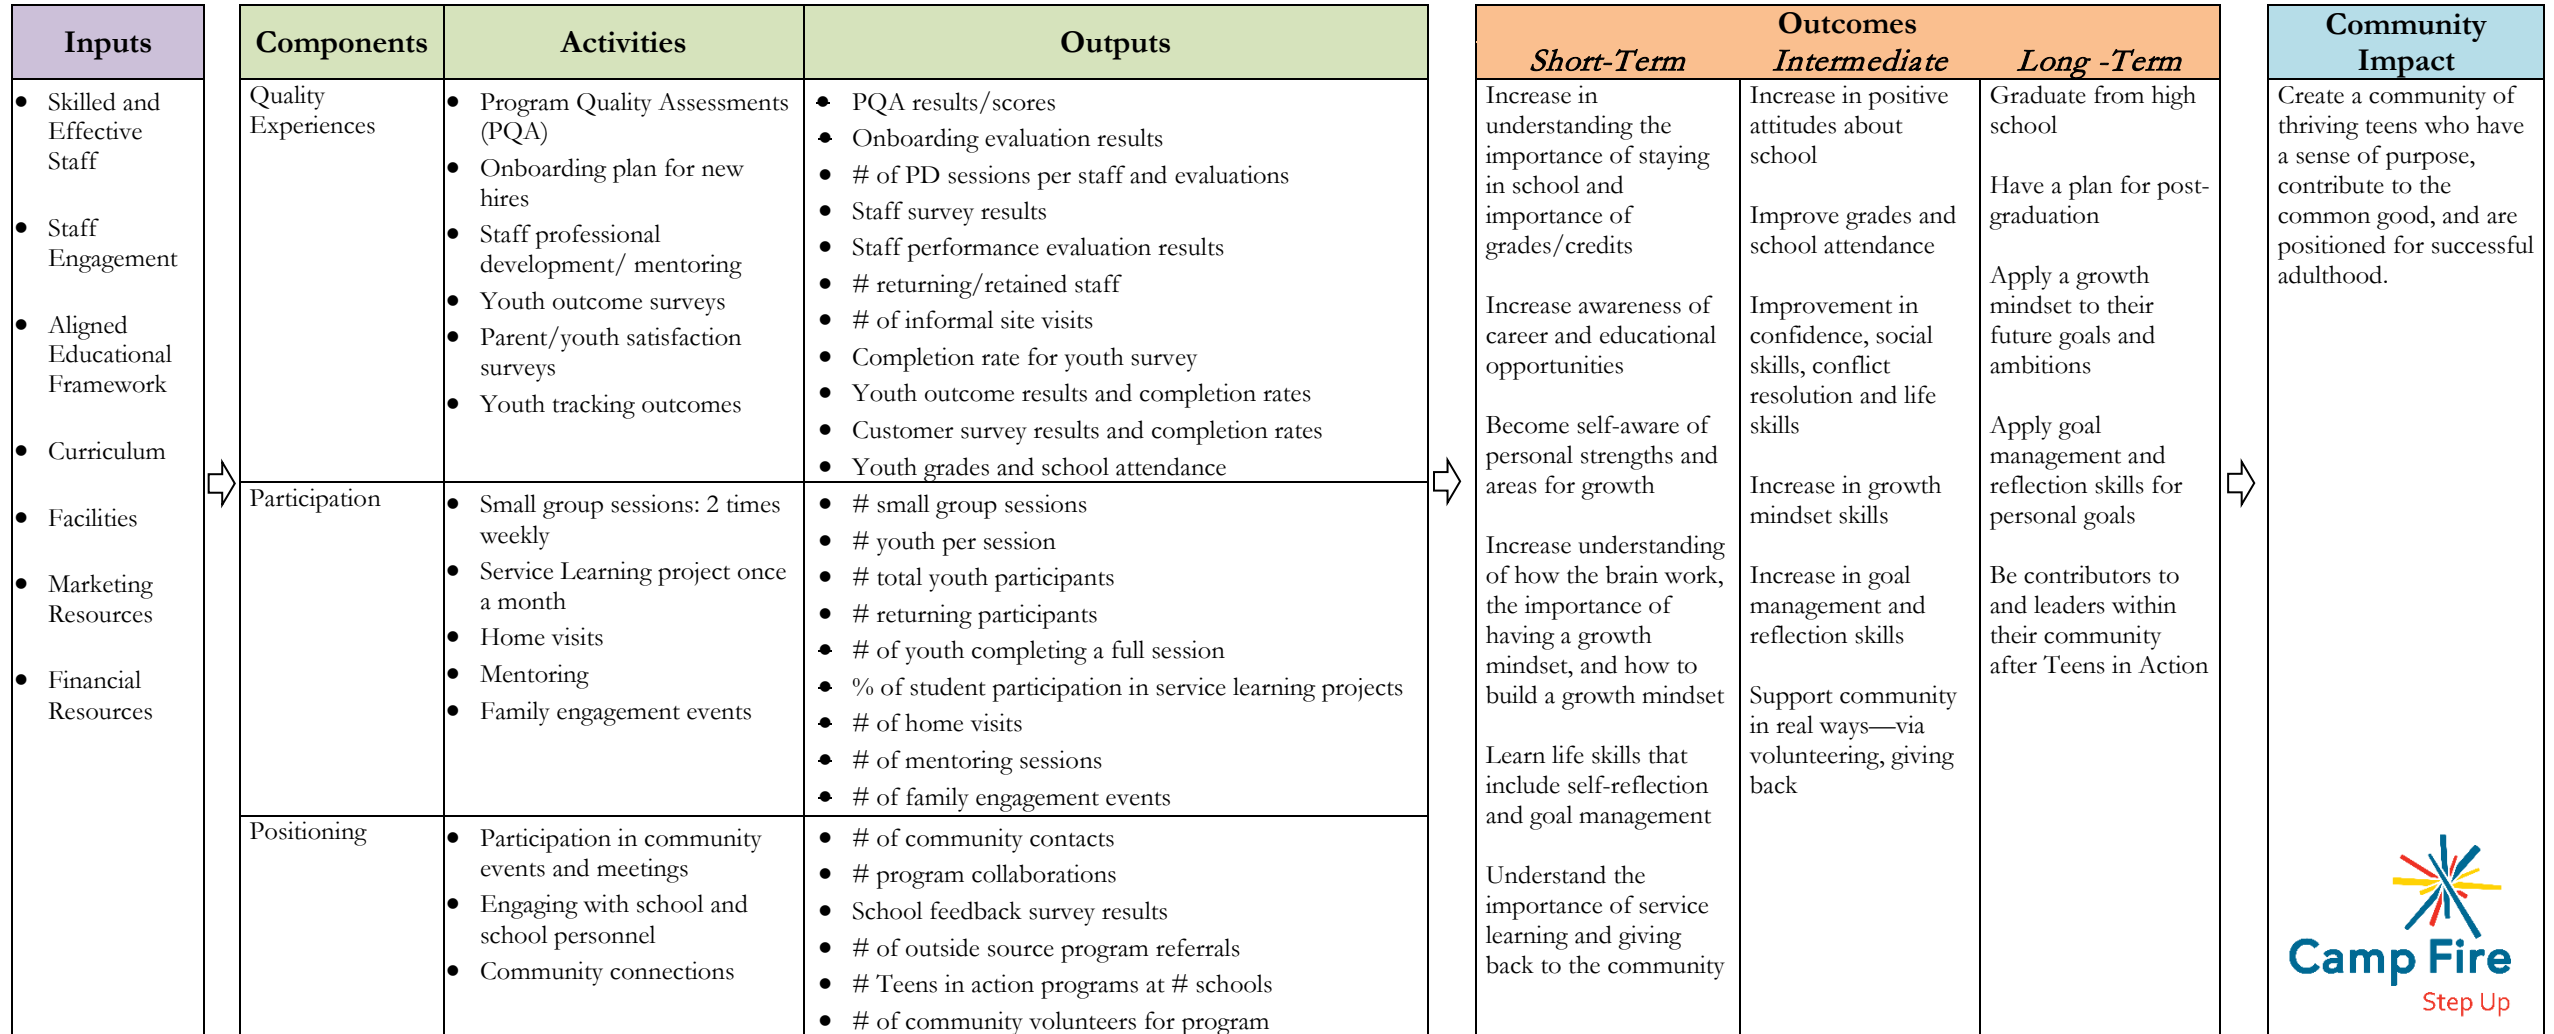 Inputs
• Skilled and
Effective
Staff
• Staff
Engagement
• Aligned
Educational
Framework
• Curriculum
• Facilities
• Marketing
Resources
• Financial
Resources
Components
Activities
Outputs
Quality
Experiences
• Program Quality Assessments
(PQA)
• Onboarding plan for new
hires
• Staff professional
development/ mentoring
• Youth outcome surveys
• Parent/youth satisfaction
surveys
• Youth tracking outcomes
• PQA results/scores
• Onboarding evaluation results
• # of PD sessions per staff and evaluations
• Staff survey results
• Staff performance evaluation results
• # returning/retained staff
• # of informal site visits
• Completion rate for youth survey
• Youth outcome results and completion rates
• Customer survey results and completion rates
• Youth grades and school attendance
Participation
• Small group sessions: 2 times
weekly
• Service Learning project once
a month
• Home visits
• Mentoring
• Family engagement events
• # small group sessions
• # youth per session
• # total youth participants
• # returning participants
• # of youth completing a full session
• % of student participation in service learning projects
• # of home visits
• # of mentoring sessions
• # of family engagement events
Positioning
• Participation in community
events and meetings
• Engaging with school and
school personnel
• Community connections
• # of community contacts
• # program collaborations
• School feedback survey results
• # of outside source program referrals
• # Teens in action programs at # schools
• # of community volunteers for program
Outcomes
Short-Term
Intermediate
Long -Term
Increase in
understanding the
importance of staying
in school and
importance of
grades/credits
Increase awareness of
career and educational
opportunities
Become self-aware of
personal strengths and
areas for growth
Increase understanding
of how the brain work,
the importance of
having a growth
mindset, and how to
build a growth mindset
Learn life skills that
include self-reflection
and goal management
Understand the
importance of service
learning and giving
back to the community
Increase in positive
attitudes about
school
Improve grades and
school attendance
Improvement in
confidence, social
skills, conflict
resolution and life
skills
Increase in growth
mindset skills
Increase in goal
management and
reflection skills
Support community
in real ways—via
volunteering, giving
back
Graduate from high
school
Have a plan for post-
graduation
Apply a growth
mindset to their
future goals and
ambitions
Apply goal
management and
reflection skills for
personal goals
Be contributors to
and leaders within
their community
after Teens in Action
Community
Impact
Create a community of
thriving teens who have
a sense of purpose,
contribute to the
common good, and are
positioned for successful
adulthood.
Camp Fire
Step Up